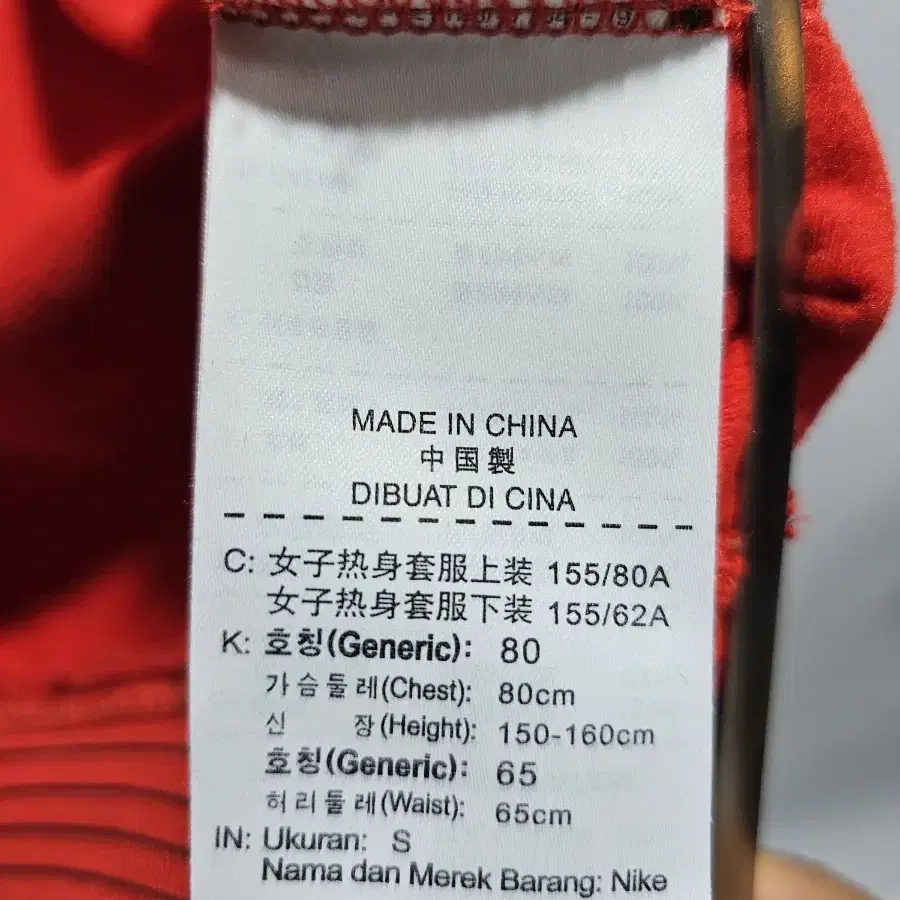 MADE IN CHINA
中国製
DIBUAT DI CINA
C: 女子热身套服上装 155/80A
女子热身套服下装 155/62A
K: 호칭(Generic): 80
가슴둘레(Chest): 80cm
신 장(Height): 150-160cm
호칭(Generic): 65
허리둘레(Waist): 65cm
IN: Ukuran: S
Nama dan Merek Barang: Nike